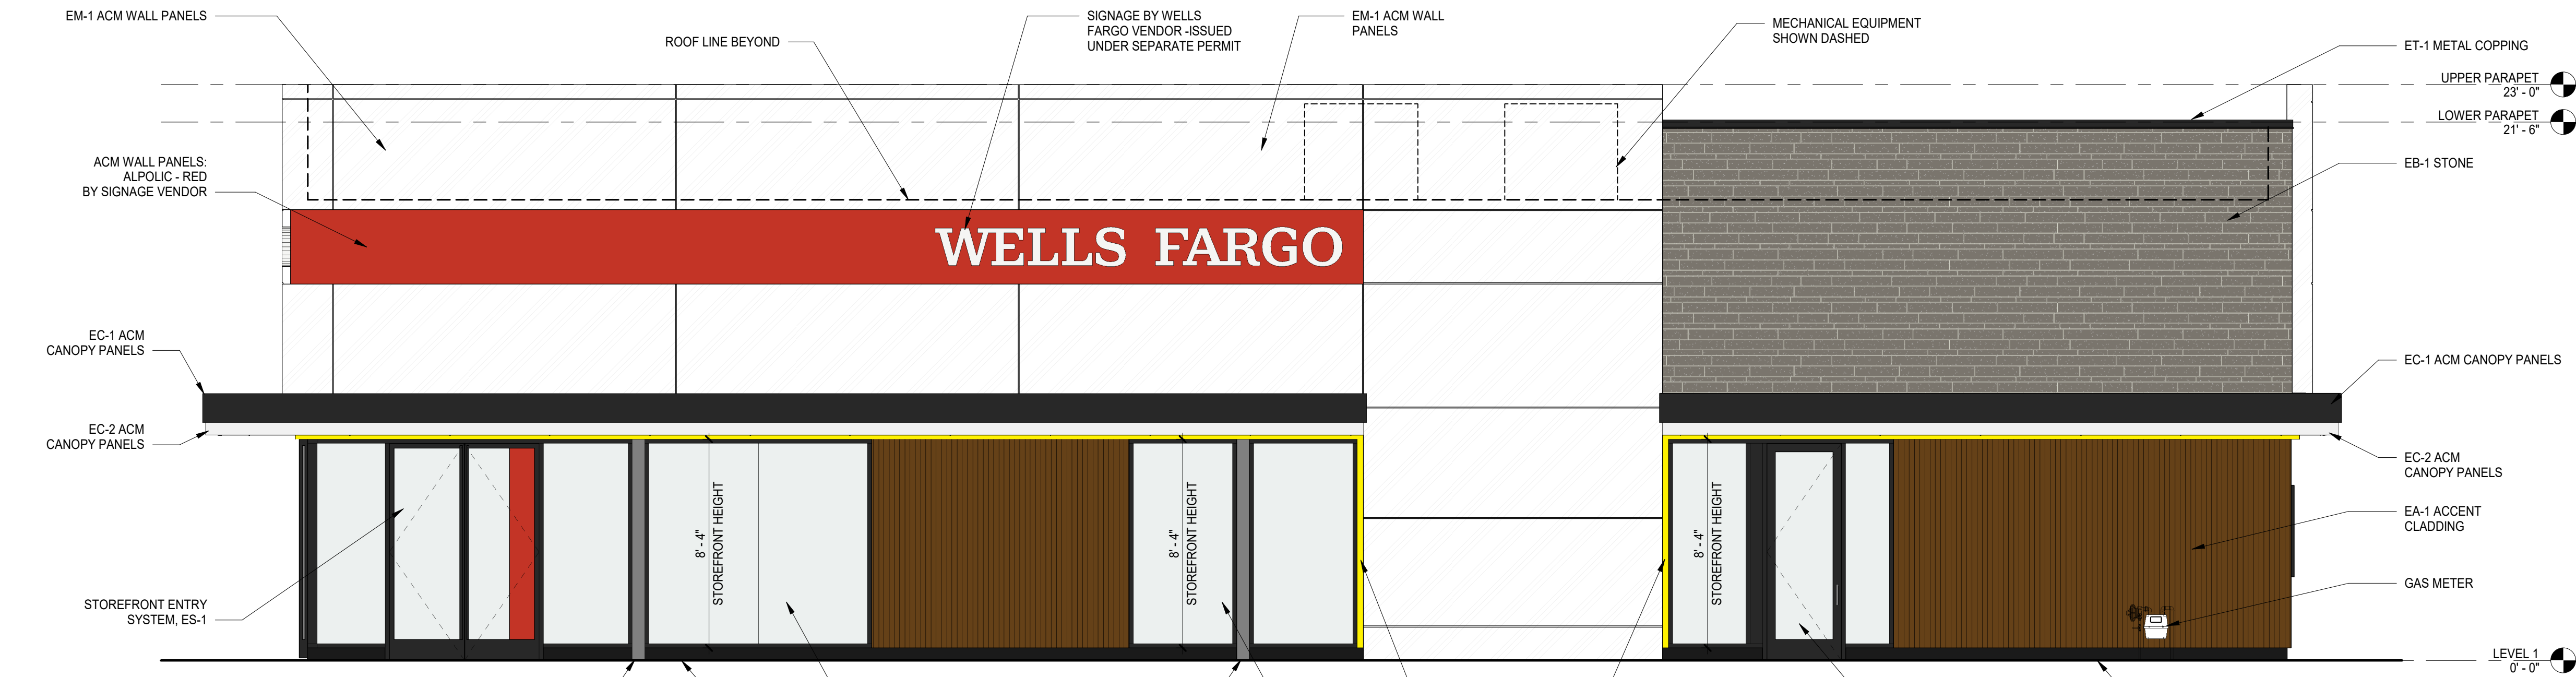 EM-1 ACM WALL PANELS
ROOF LINE BEYOND
SIGNAGE BY WELLS
FARGO VENDOR -ISSUED
UNDER SEPARATE PERMIT
EM-1 ACM WALL
PANELS
MECHANICAL EQUIPMENT
SHOWN DASHED
ET-1 METAL COPPING
UPPER PARAPET
23' - 0"
LOWER PARAPET
21' - 6"
ACM WALL PANELS:
ALPOLIC - RED
BY SIGNAGE VENDOR
EB-1 STONE
WELLS FARGO
EC-1 ACM
CANOPY PANELS
EC-1 ACM CANOPY PANELS
EC-2 ACM
CANOPY PANELS
EC-2 ACM
CANOPY PANELS
8' - 4"
STOREFRONT HEIGHT
8' - 4"
STOREFRONT HEIGHT
8' - 4"
STOREFRONT HEIGHT
EA-1 ACCENT
CLADDING
GAS METER
STOREFRONT ENTRY
SYSTEM, ES-1
LEVEL 1
0' - 0"